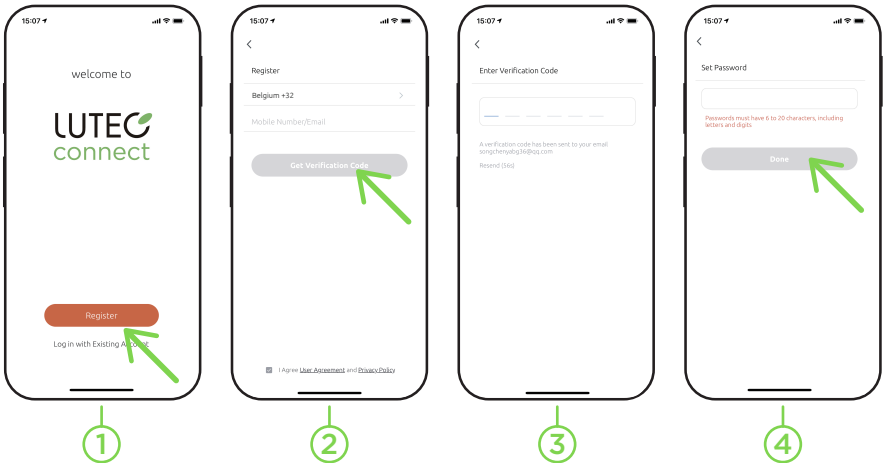 15:07
welcome to
LUTEC
connect
Register
Log in with Existing Account
1
15:07
Register
Belgium +32
Mobile Number/Email
Get Verification Code
I Agree User Agreement and Privacy Policy
2
15:07
Enter Verification Code
A verification code has been sent to your email
songchenyabg36@qq.com
Resend (56s)
3
15:07
Set Password
Passwords must have 6 to 20 characters, including
letters and digits
Done
4